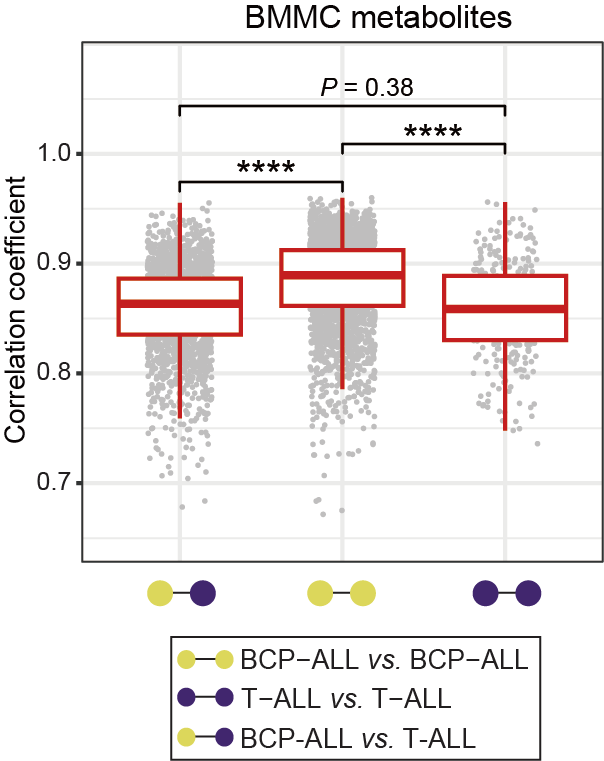 BMMC metabolites
P = 0.38
****
****
Correlation coefficient
1.0
0.9
0.8
0.7
BCP−ALL vs. BCP−ALL
T−ALL vs. T−ALL
BCP-ALL vs. T-ALL